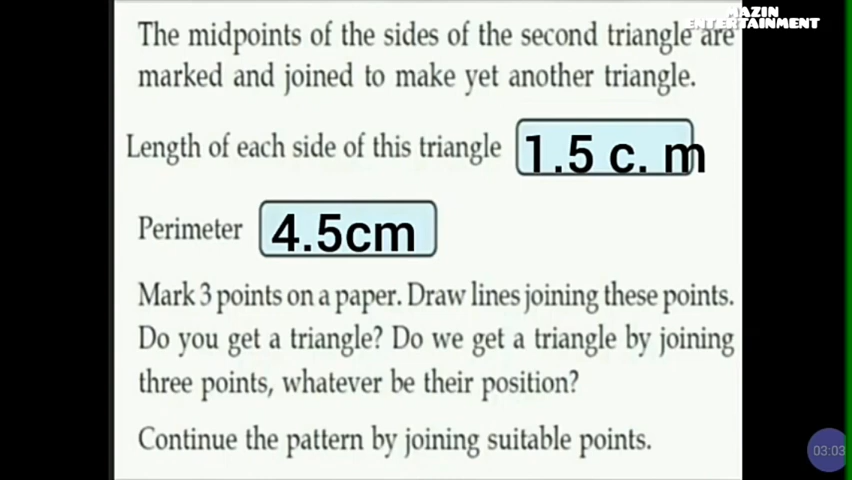 MAZIN
ENTERTAINMENT
The midpoints of the sides of the second triangle are
marked and joined to make yet another triangle.
Length of each side of this triangle 1.5 c. m
Perimeter 4.5cm
Mark 3 points on a paper. Draw lines joining these points.
Do you get a triangle? Do we get a triangle by joining
three points, whatever be their position?
Continue the pattern by joining suitable points.
03:03